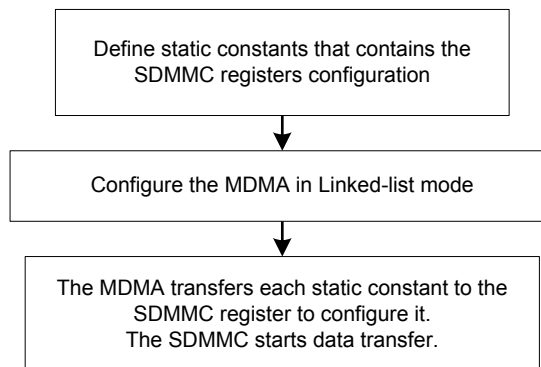 Define static constants that contains the
SDMMC registers configuration
Configure the MDMA in Linked-list mode
The MDMA transfers each static constant to the
SDMMC register to configure it.
The SDMMC starts data transfer.